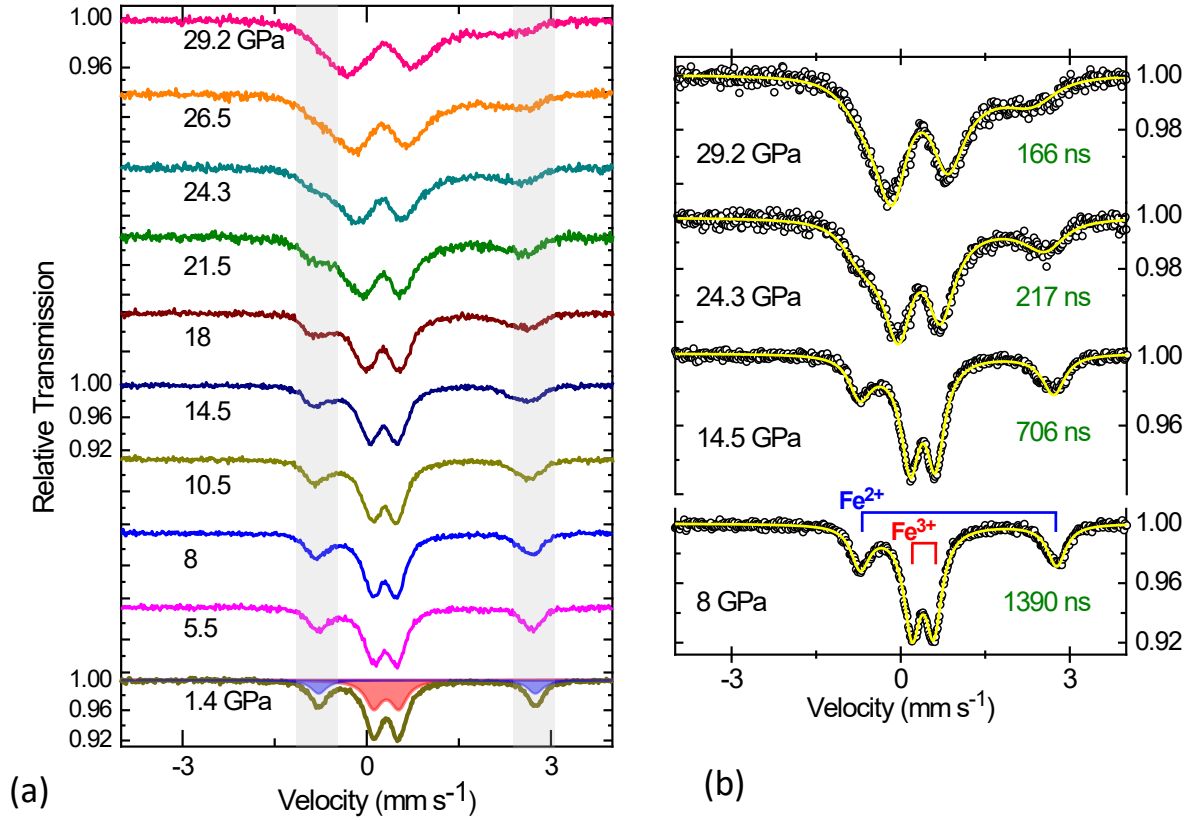 1.00
0.96
29.2 GPa
26.5
24.3
21.5
18
1.00
0.96
0.92
14.5
10.5
8
5.5
1.00
0.96
0.92
1.4 GPa
Relative Transmission
-3 0 3
Velocity (mm s⁻¹)
(a)
1.00
0.98
29.2 GPa
166 ns
1.00
0.98
24.3 GPa
217 ns
1.00
0.96
14.5 GPa
706 ns
Fe²⁺
Fe³⁺
1.00
0.96
0.92
8 GPa
1390 ns
-3 0 3
Velocity (mm s⁻¹)
(b)